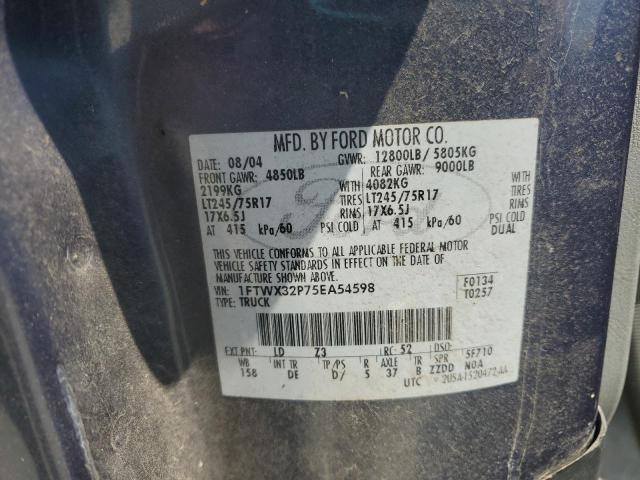 MFD. BY FORD MOTOR CO.
DATE: 08/04 GVWR: 12800LB/ 5805KG
FRONT GAWR: 4850LB REAR GAWR: 9000LB
2199KG WITH 4082KG WITH
LT245/75R17 TIRES LT245/75R17 TIRES
17X6.5J RIMS 17X6.5J RIMS
AT 415 kPa/60 PSI COLD AT 415 kPa/60 PSI COLD
DUAL
THIS VEHICLE CONFORMS TO ALL APPLICABLE FEDERAL MOTOR
VEHICLE SAFETY STANDARDS IN EFFECT ON THE DATE OF
MANUFACTURE SHOWN ABOVE.
VIN: 1FTWX32P75EA54598 F0134
TYPE: TRUCK T0257
EXT PNT: LD Z3 RC: 52 DSO:
WB INT TR TP/PS R AXLE TR SPR 5F710
158 DE D/ 5 37 B ZZDD NOA
UTC